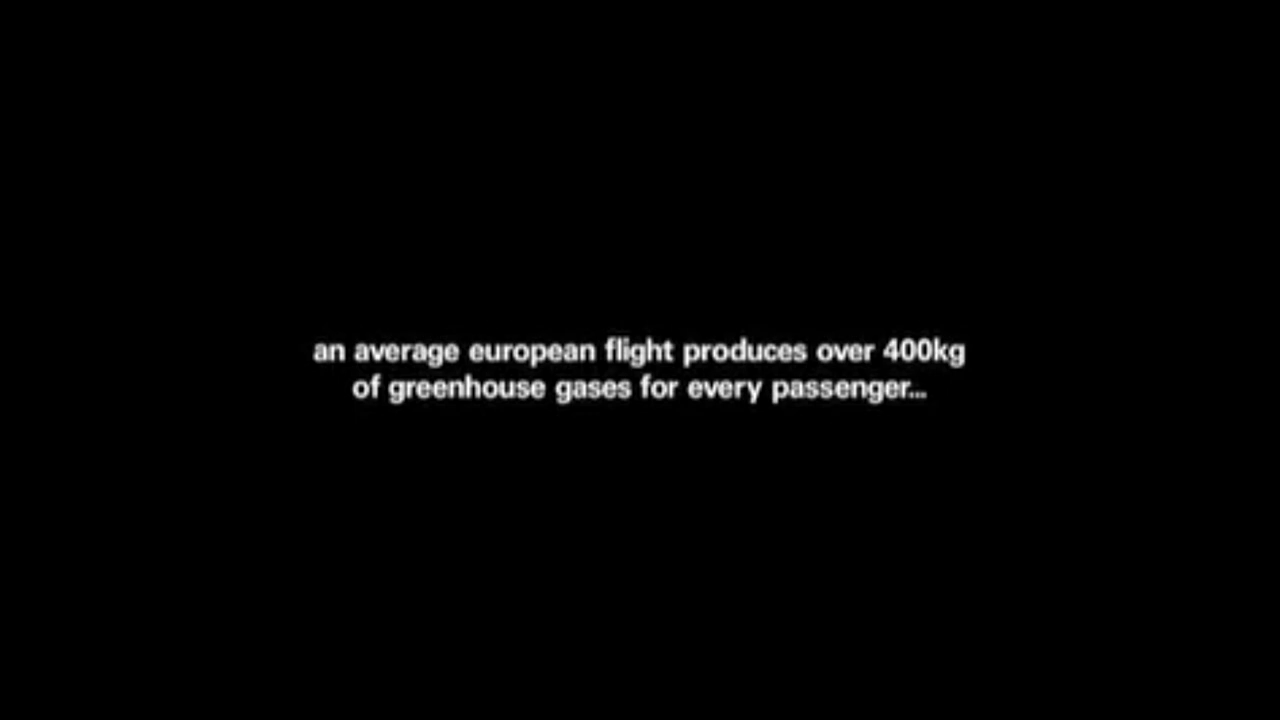 an average european flight produces over 400kg
of greenhouse gases for every passenger...